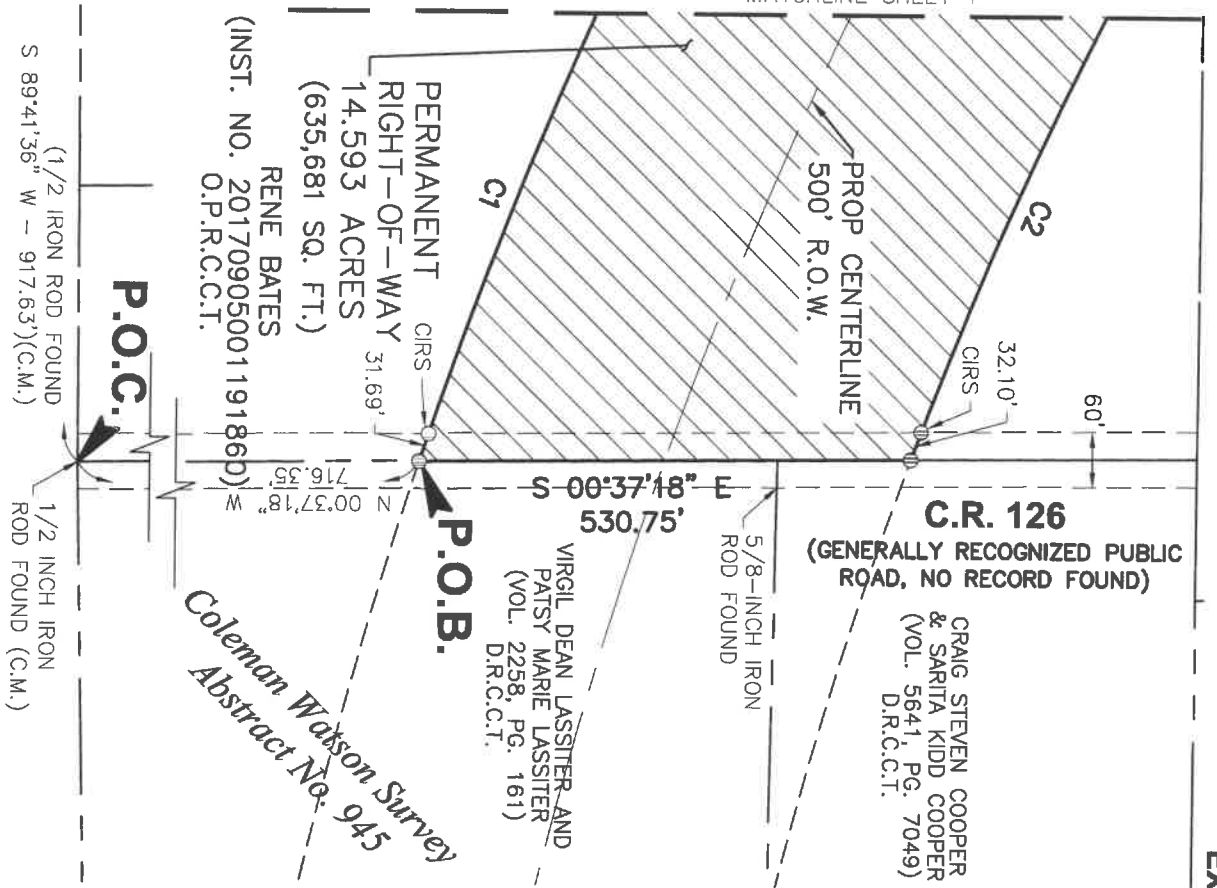 MATCHLINE SHEET
EX
C2
PROP CENTERLINE
500' R.O.W.
32.10'
CIRS
60'
C.R. 126
(GENERALLY RECOGNIZED PUBLIC
ROAD, NO RECORD FOUND)
CRAIG STEVEN COOPER
& SARITA KIDD COOPER
(VOL. 5641, PG. 7049)
D.R.C.C.T.
S 00°37'18" E
530.75'
5/8-INCH IRON
ROD FOUND
VIRGIL DEAN LASSITER AND
PATSY MARIE LASSITER
(VOL. 2258, PG. 161)
D.R.C.C.T.
C1
PERMANENT
RIGHT-OF-WAY
14.593 ACRES
(635,681 SQ. FT.)
CIRS
31.69'
RENE BATES
(INST. NO. 20170905001191860)
O.P.R.C.C.T.
P.O.B.
N 00°37'18" W
716.35'
Coleman Watson Survey
Abstract No. 945
P.O.C.
(1/2 IRON ROD FOUND
S 89°41'36" W - 917.63')(C.M.)
1/2 INCH IRON
ROD FOUND (C.M.)